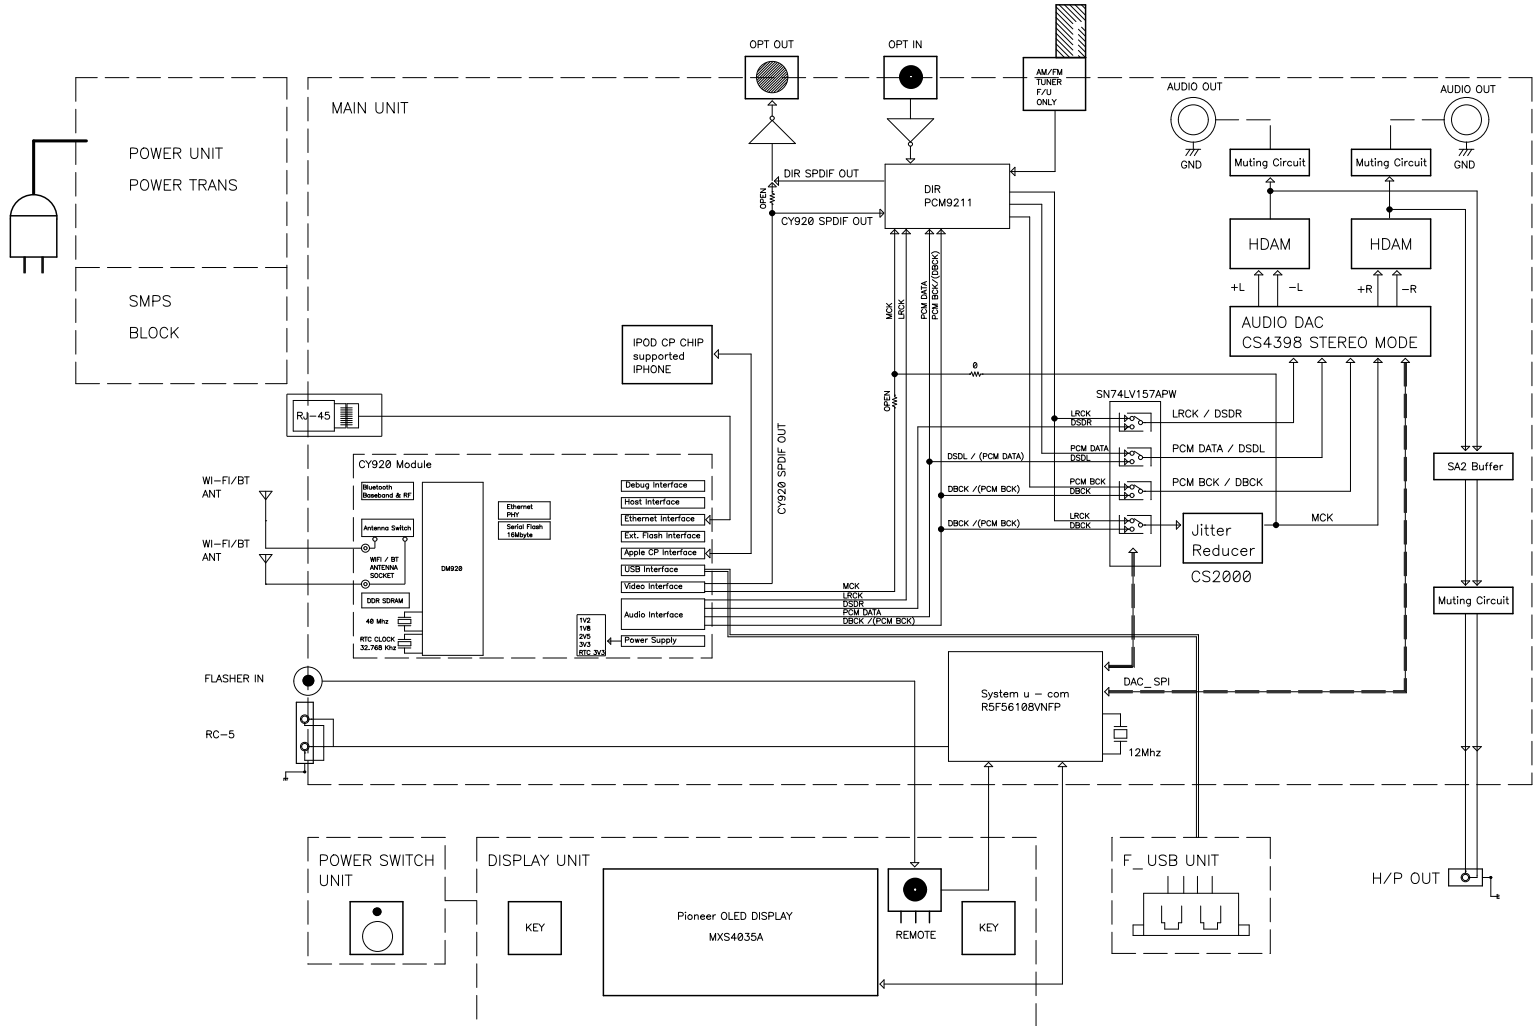 OPT OUT
OPT IN
AM/FM
TUNER
F/U
ONLY
AUDIO OUT
AUDIO OUT
MAIN UNIT
POWER UNIT
POWER TRANS
GND
GND
Muting Circuit
Muting Circuit
DIR SPDIF OUT
OPEN
CY920 SPDIF OUT
DIR
PCM9211
HDAM
HDAM
MCK
LRCK
PCM DATA
PCM BCK/(DBCK)
+L
-L
+R
-R
SMPS
BLOCK
AUDIO DAC
CS4398 STEREO MODE
IPOD CP CHIP
supported
IPHONE
0
OPEN
SN74LV157APW
RJ-45
LRCK
DSDR
LRCK / DSDR
CY920 SPDIF OUT
DSDL / (PCM DATA)
PCM DATA
DSDL
PCM DATA / DSDL
SA2 Buffer
CY920 Module
WI-FI/BT
ANT
Bluetooth
Baseband & RF
Debug Interface
DBCK /(PCM BCK)
PCM BCK
DBCK
PCM BCK / DBCK
Ethernet
PHY
Host Interface
Antenna Switch
Serial Flash
16Mbyte
Ethernet Interface
DBCK /(PCM BCK)
LRCK
DBCK
Jitter
Reducer
CS2000
MCK
Ext. Flash Interface
WI-FI/BT
ANT
WIFI / BT
ANTENNA
SOCKET
DM920
Apple CP Interface
USB Interface
Video Interface
MCK
LRCK
DSDR
PCM DATA
DBCK /(PCM BCK)
DDR SDRAM
Audio Interface
Muting Circuit
40 Mhz
1V2
1V8
2V5
3V3
RTC 3V3
RTC CLOCK
32.768 Khz
Power Supply
FLASHER IN
System u - com
R5F56108VNFP
DAC_SPI
RC-5
12Mhz
POWER SWITCH
UNIT
DISPLAY UNIT
F_USB UNIT
H/P OUT
KEY
Pioneer OLED DISPLAY
MXS4035A
REMOTE
KEY